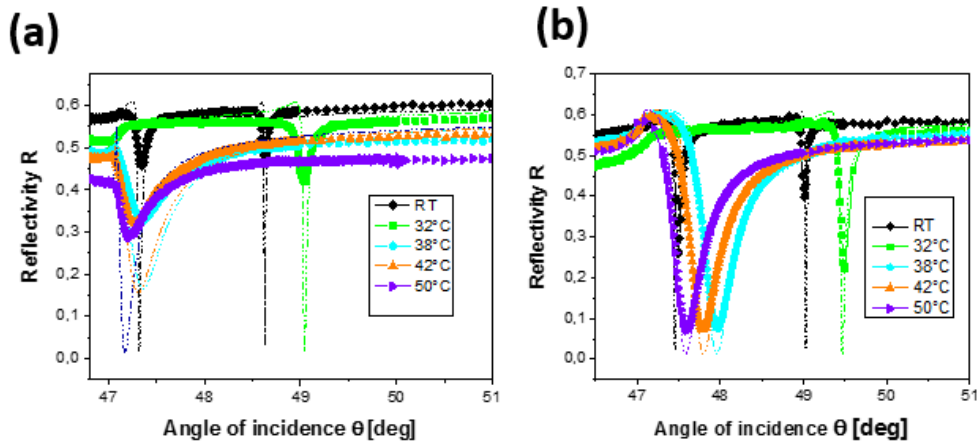 (a)
0,6
0,5
0,4
0,3
0,2
0,1
0,0
Reflectivity R
RT
32°C
38°C
42°C
50°C
47 48 49 50 51
Angle of incidence θ [deg]
(b)
0,7
0,6
0,5
0,4
0,3
0,2
0,1
0,0
Reflectivity R
RT
32°C
38°C
42°C
50°C
47 48 49 50 51
Angle of incidence θ [deg]